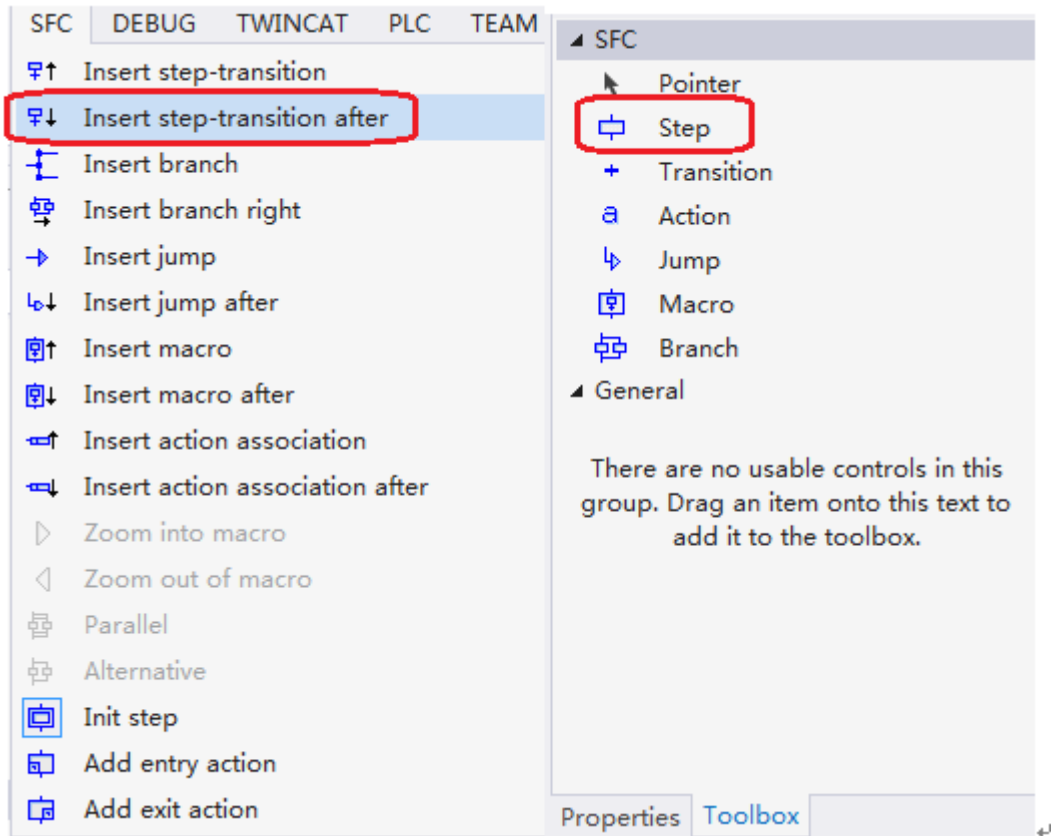 SFC DEBUG TWINCAT PLC TEAM
Insert step-transition
Insert step-transition after
Insert branch
Insert branch right
Insert jump
Insert jump after
Insert macro
Insert macro after
Insert action association
Insert action association after
Zoom into macro
Zoom out of macro
Parallel
Alternative
Init step
Add entry action
Add exit action
SFC
Pointer
Step
Transition
a Action
Jump
Macro
Branch
General
There are no usable controls in this
group. Drag an item onto this text to
add it to the toolbox.
Properties Toolbox